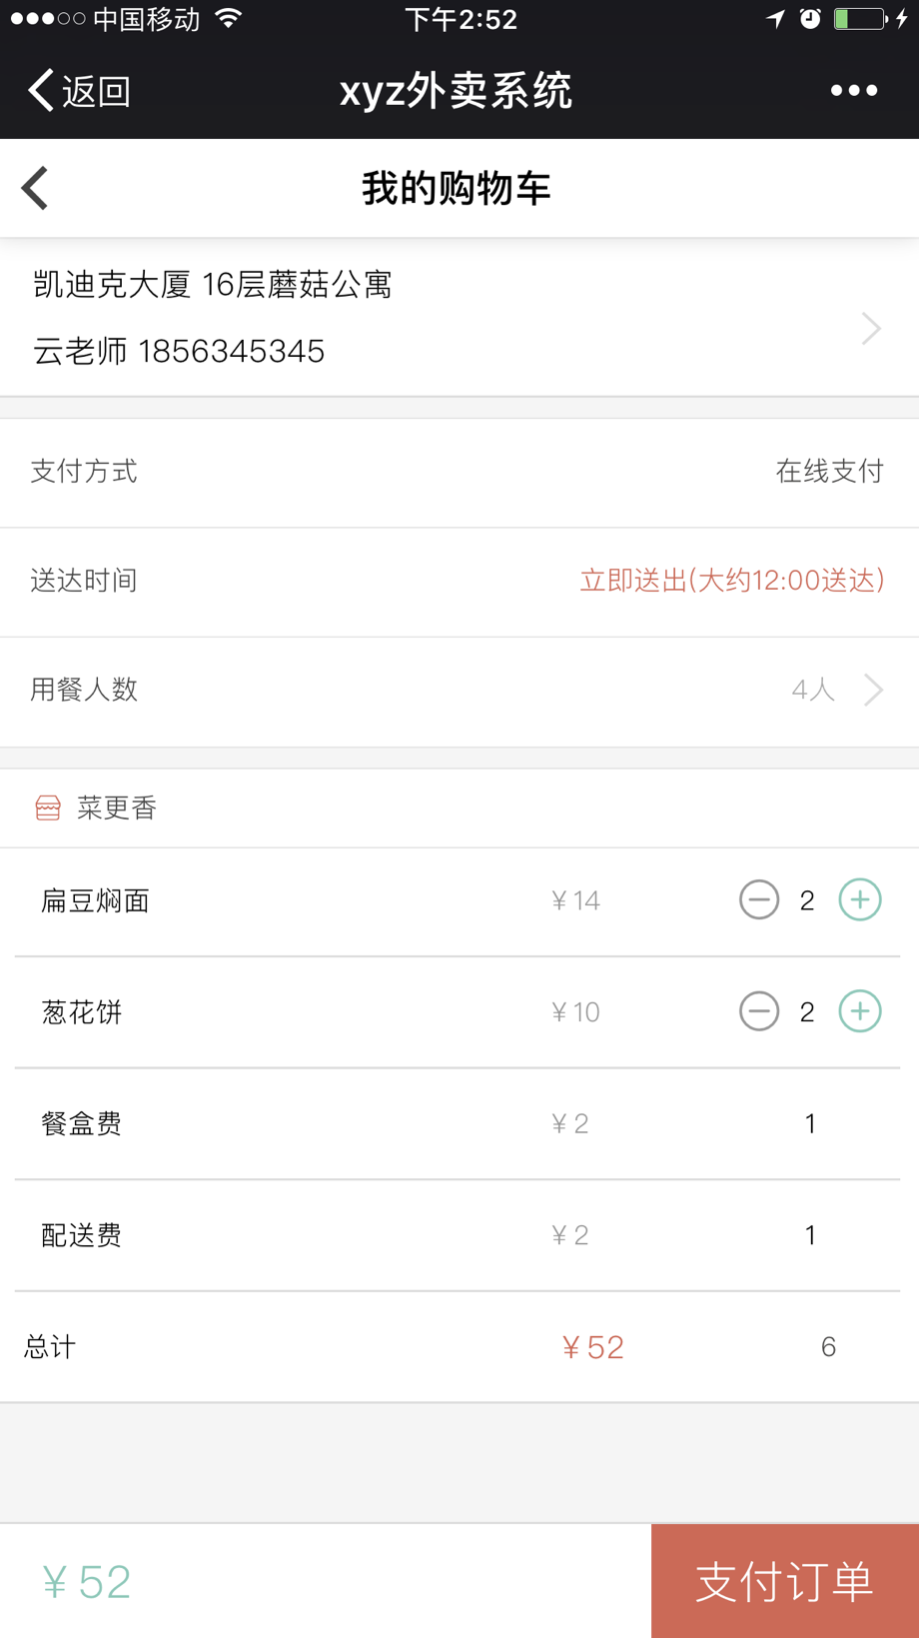 中国移动 下午2:52
返回 xyz外卖系统
我的购物车
凯迪克大厦 16层蘑菇公寓
云老师 1856345345
支付方式 在线支付
送达时间 立即送出(大约12:00送达)
用餐人数 4人
菜更香
扁豆焖面 ¥14 2
葱花饼 ¥10 2
餐盒费 ¥2 1
配送费 ¥2 1
总计 ¥52 6
¥52 支付订单